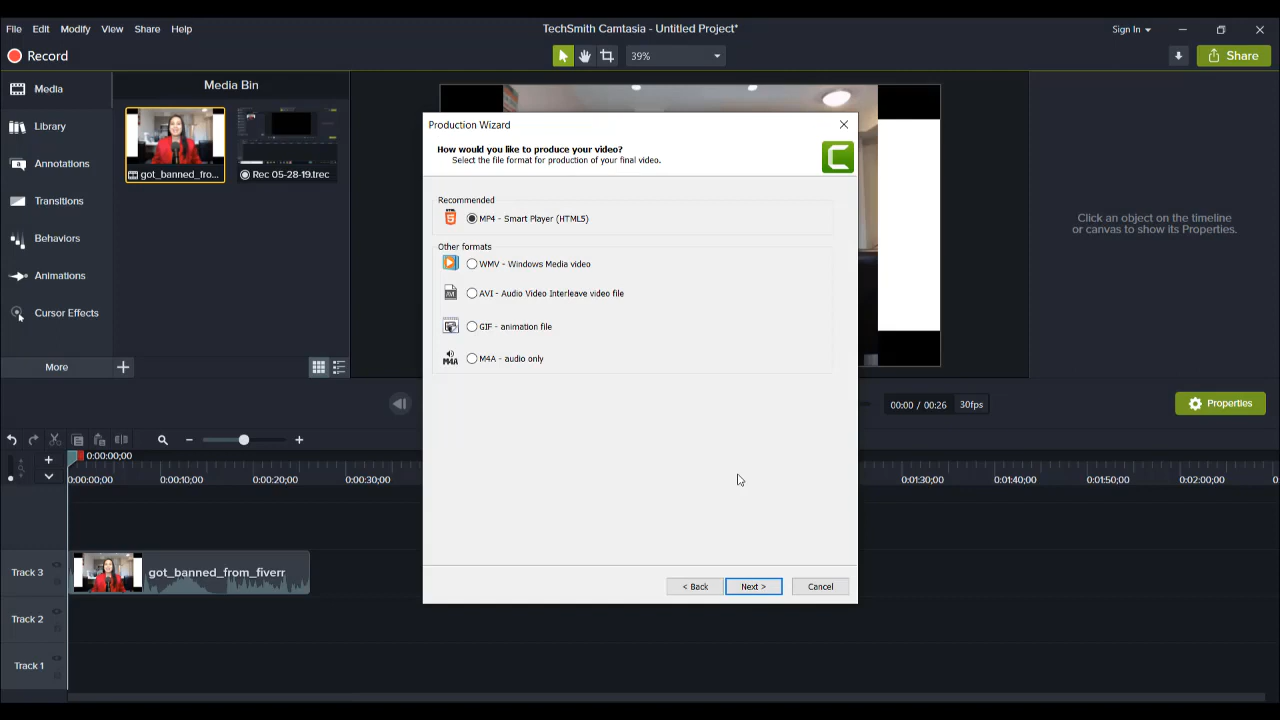 TechSmith Camtasia - Untitled Project*
File Edit Modify View Share Help
Sign In
Record
39%
Share
Media
Library
Annotations
Transitions
Behaviors
Animations
Cursor Effects
More
Media Bin
got_banned_fro...
Rec 05-28-19.trec
Production Wizard
How would you like to produce your video?
Select the file format for production of your final video.
Recommended
MP4 - Smart Player (HTML5)
Other formats
WMV - Windows Media video
AVI - Audio Video Interleave video file
GIF - animation file
M4A - audio only
< Back
Next >
Cancel
Click an object on the timeline
or canvas to show its Properties.
00:00 / 00:26 30fps
Properties
0:00:00;00
0:00:00;00 0:00:10;00 0:00:20;00 0:00:30;00 0:01:30;00 0:01:40;00 0:01:50;00 0:02:00;00
Track 3
got_banned_from_fiverr
Track 2
Track 1